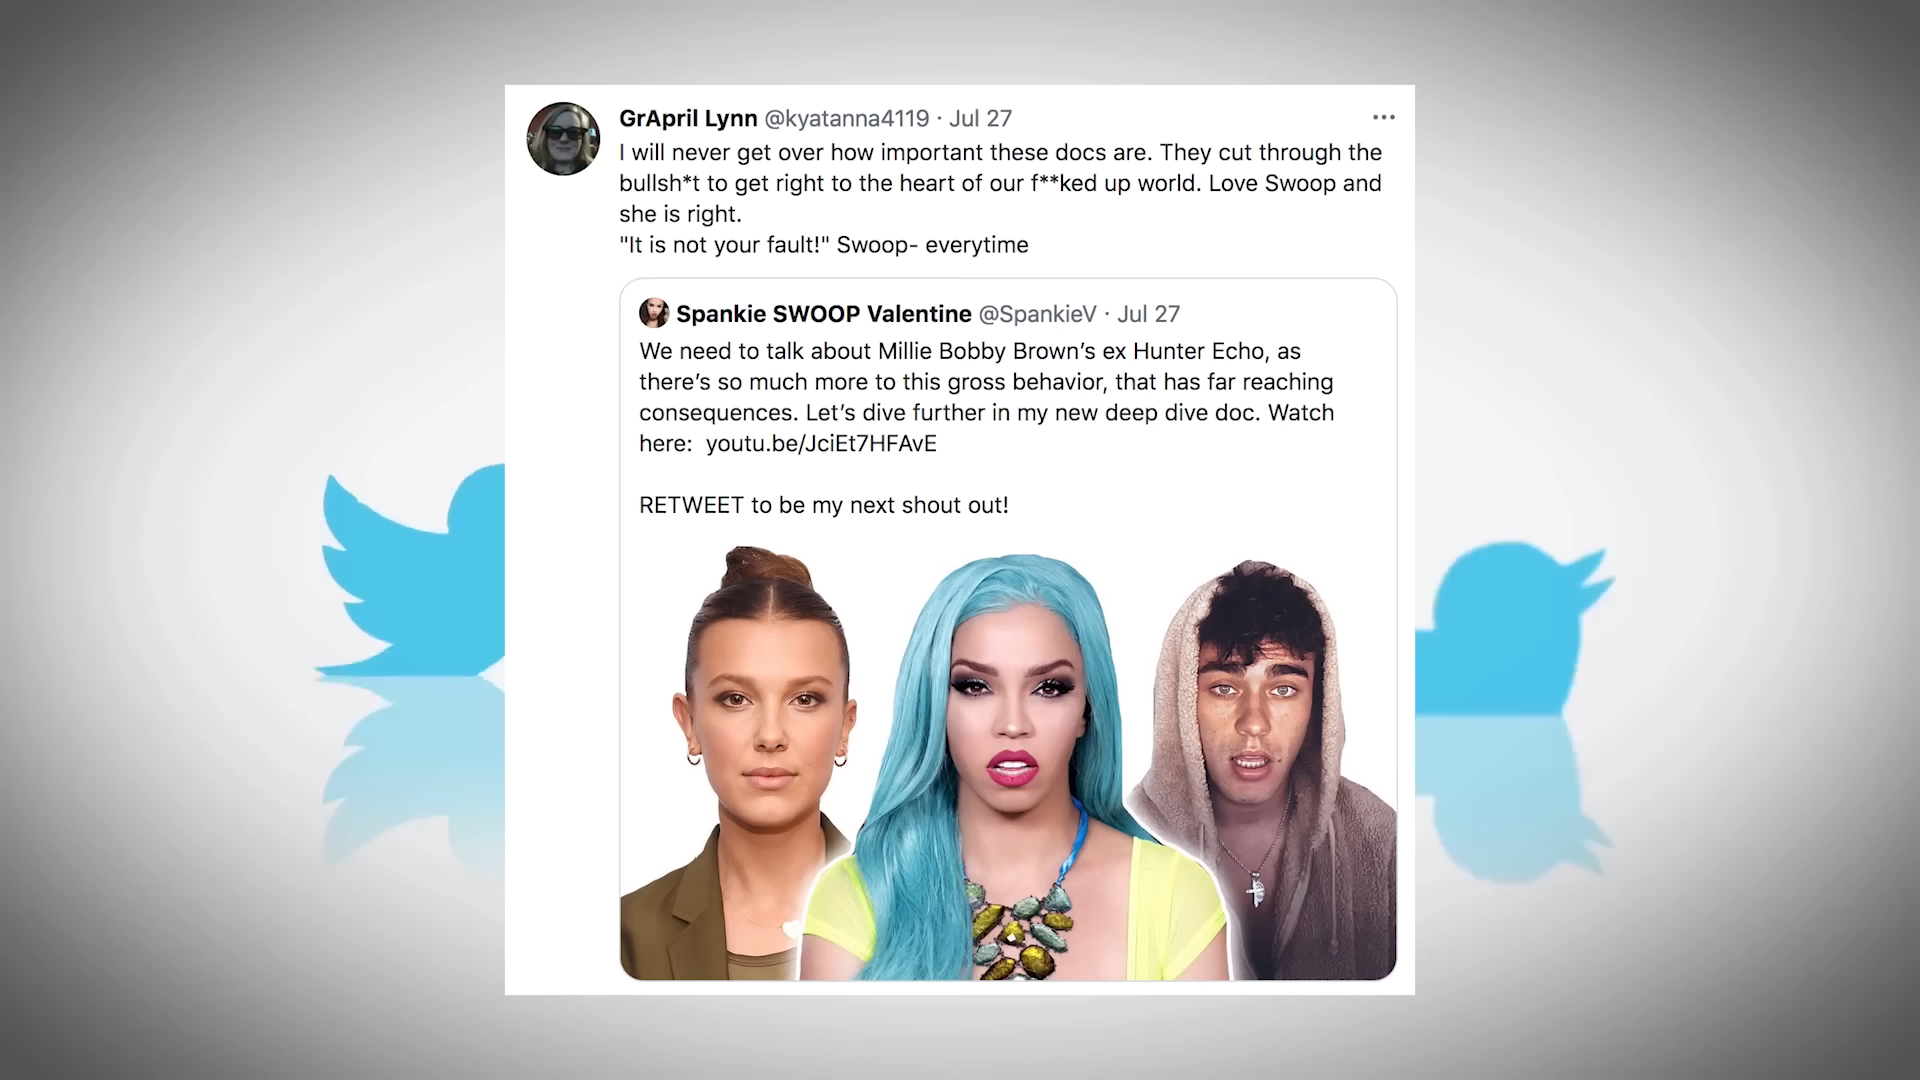 GrApril Lynn @kyatanna4119 · Jul 27
I will never get over how important these docs are. They cut through the
bullsh*t to get right to the heart of our f**ked up world. Love Swoop and
she is right.
"It is not your fault!" Swoop- everytime
Spankie SWOOP Valentine @SpankieV · Jul 27
We need to talk about Millie Bobby Brown’s ex Hunter Echo, as
there’s so much more to this gross behavior, that has far reaching
consequences. Let’s dive further in my new deep dive doc. Watch
here:  youtu.be/JciEt7HFAvE
RETWEET to be my next shout out!